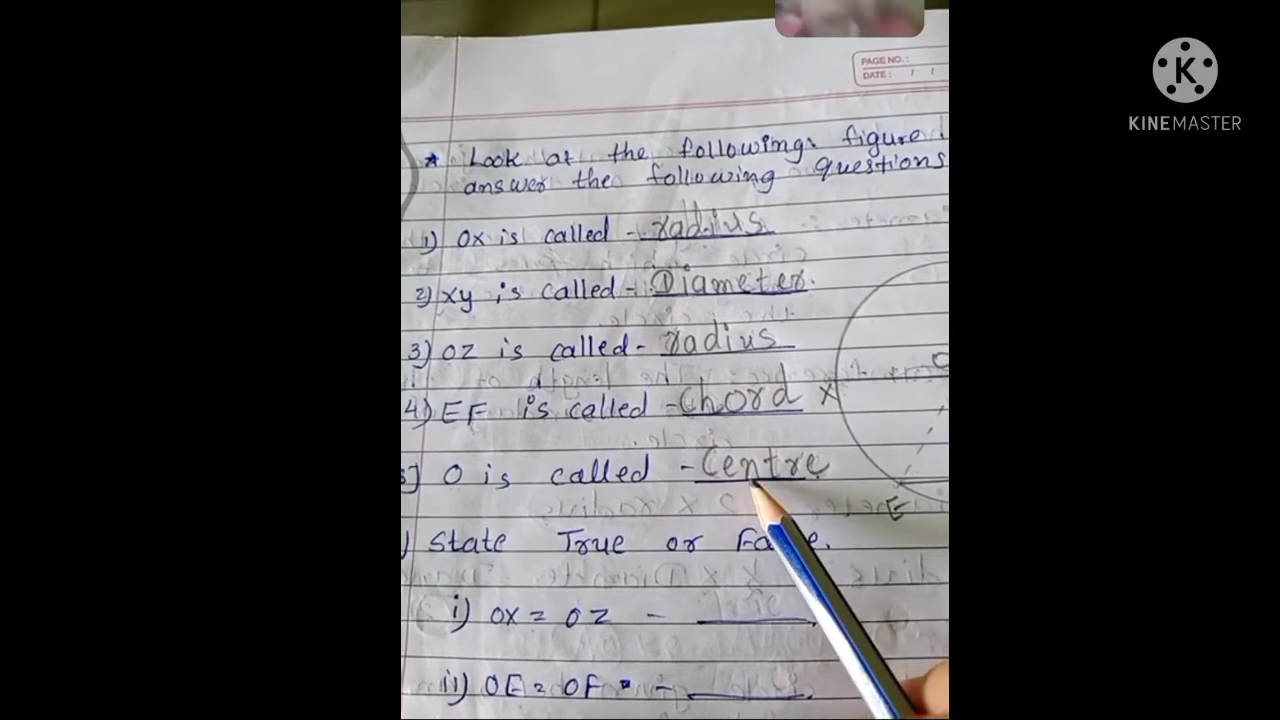 KINEMASTER
PAGE NO.:
DATE: / /
* Look at the following figure
answer the following questions
1) OX is called - radius
2) xy is called - Diameter.
3) OZ is called - radius
4) EF is called - Chord X
5] O is called - Centre
E
) State True or Fa e.
i) OX = OZ -
ii) OE = OF -